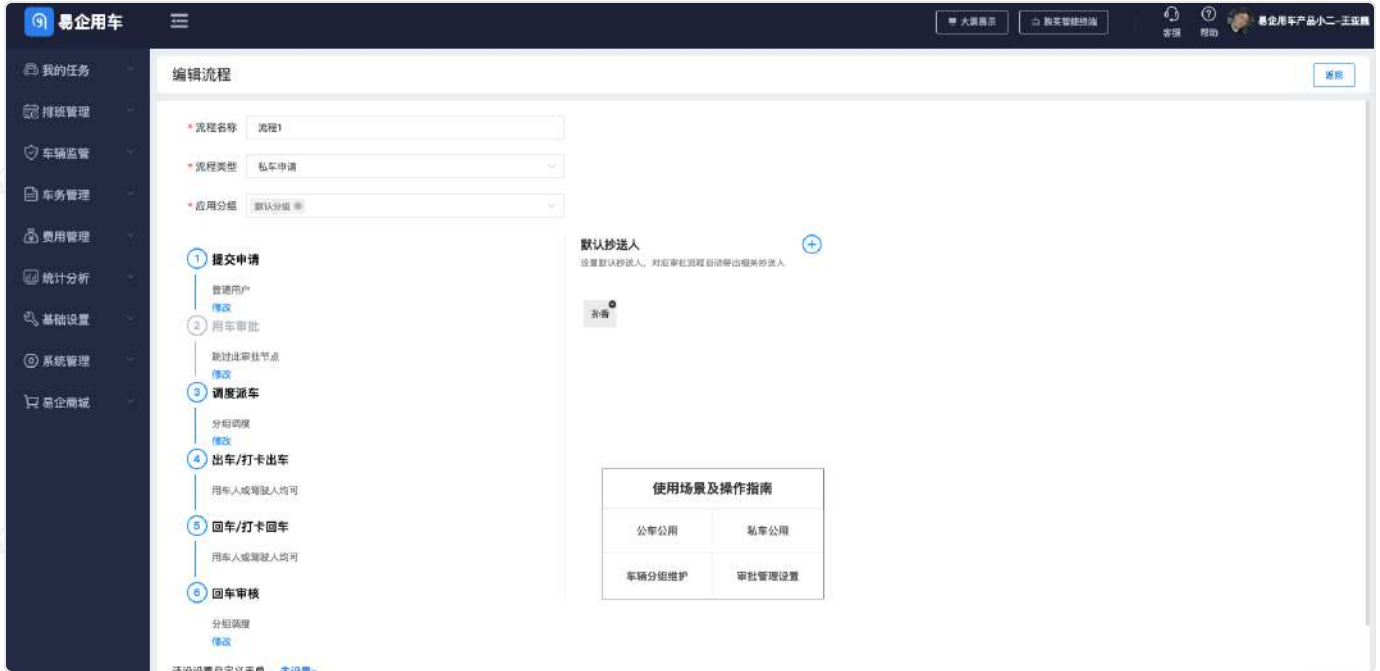 易企用车
大屏展示
购买智能终端
客服
帮助
易企用车产品小二-王亚巍
我的任务
排班管理
车辆监管
车务管理
费用管理
统计分析
基础设置
系统管理
易企商城
编辑流程
返回
* 流程名称 流程1
* 流程类型 私车申请
* 应用分组 默认分组
1 提交申请
普通用户
修改
2 用车审批
跳过此审批节点
修改
3 调度派车
分组调度
修改
4 出车/打卡出车
用车人或驾驶人均可
5 回车/打卡回车
用车人或驾驶人均可
6 回车审核
分组调度
修改
默认抄送人
设置默认抄送人，对应审批流程自动带出相关抄送人
使用场景及操作指南
公车公用 私车公用
车辆分组维护 审批管理设置